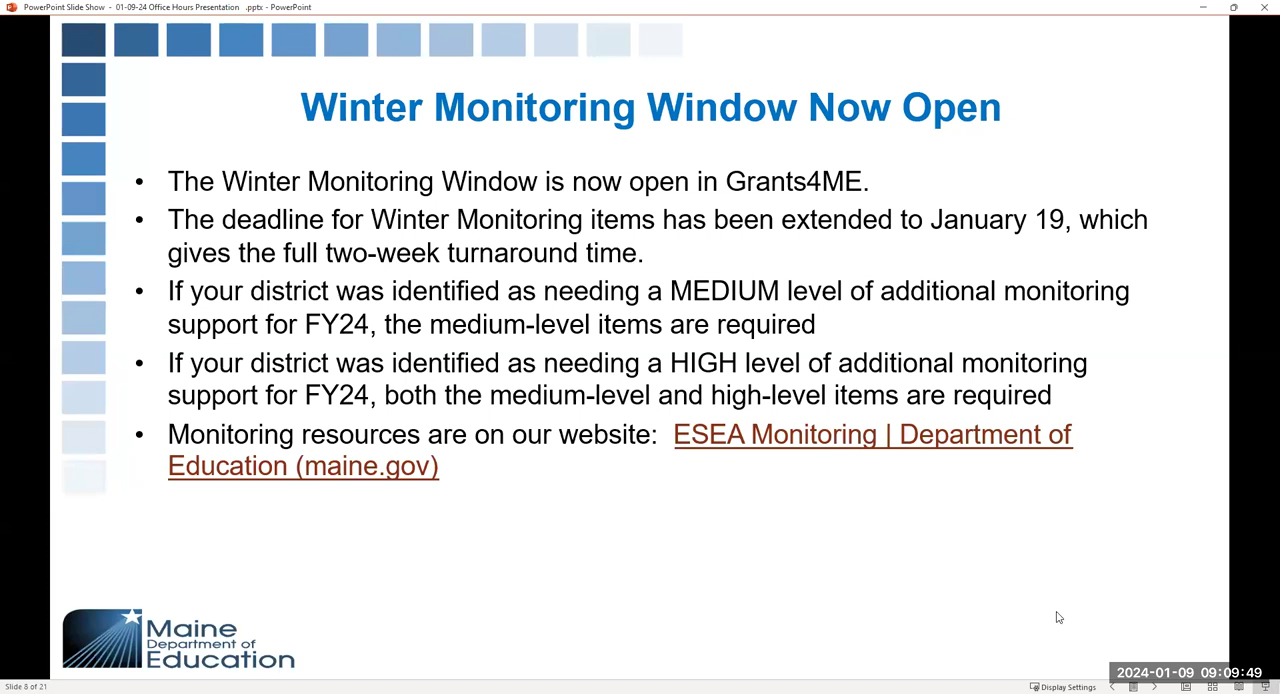 PowerPoint Slide Show - 01-09-24 Office Hours Presentation .pptx - PowerPoint
Winter Monitoring Window Now Open
• The Winter Monitoring Window is now open in Grants4ME.
• The deadline for Winter Monitoring items has been extended to January 19, which
gives the full two-week turnaround time.
• If your district was identified as needing a MEDIUM level of additional monitoring
support for FY24, the medium-level items are required
• If your district was identified as needing a HIGH level of additional monitoring
support for FY24, both the medium-level and high-level items are required
• Monitoring resources are on our website: ESEA Monitoring | Department of
Education (maine.gov)
Maine
Department of
Education
2024-01-09 09:09:49
Slide 8 of 21
Display Settings